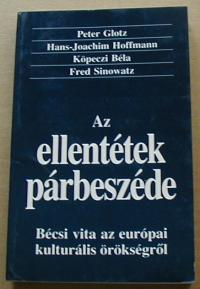 Peter Glotz
Hans-Joachim Hoffmann
Köpeczi Béla
Fred Sinowatz
Az
ellentétek
párbeszéde
Bécsi vita az európai
kulturális örökségről